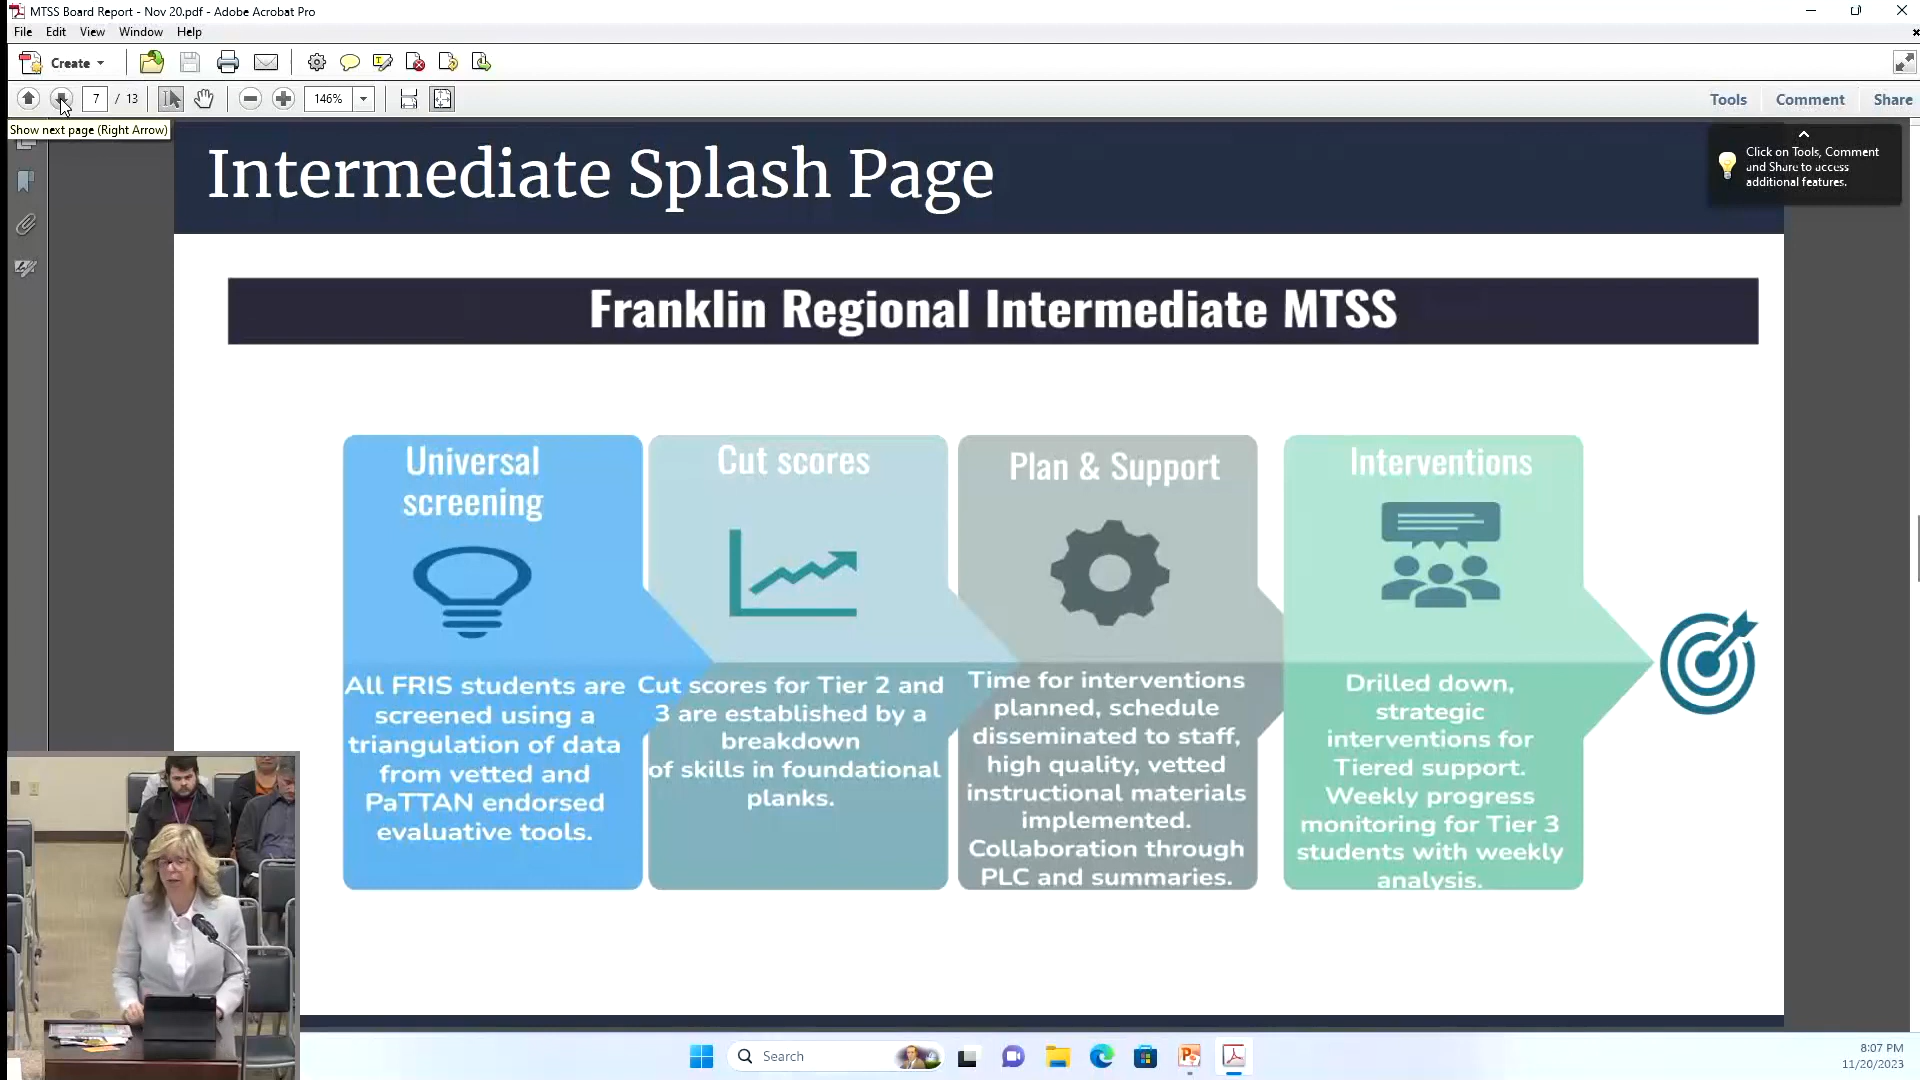 MTSS Board Report - Nov 20.pdf - Adobe Acrobat Pro
File Edit View Window Help
Create
7 / 13
146%
Tools Comment Share
Show next page (Right Arrow)
Click on Tools, Comment
and Share to access
additional features.
Intermediate Splash Page
Franklin Regional Intermediate MTSS
Universal
screening
All FRIS students are
screened using a
triangulation of data
from vetted and
PaTTAN endorsed
evaluative tools.
Cut scores
Cut scores for Tier 2 and
3 are established by a
breakdown
of skills in foundational
planks.
Plan & Support
Time for interventions
planned, schedule
disseminated to staff,
high quality, vetted
instructional materials
implemented.
Collaboration through
PLC and summaries.
Interventions
Drilled down,
strategic
interventions for
Tiered support.
Weekly progress
monitoring for Tier 3
students with weekly
analysis.
Search
8:07 PM
11/20/2023